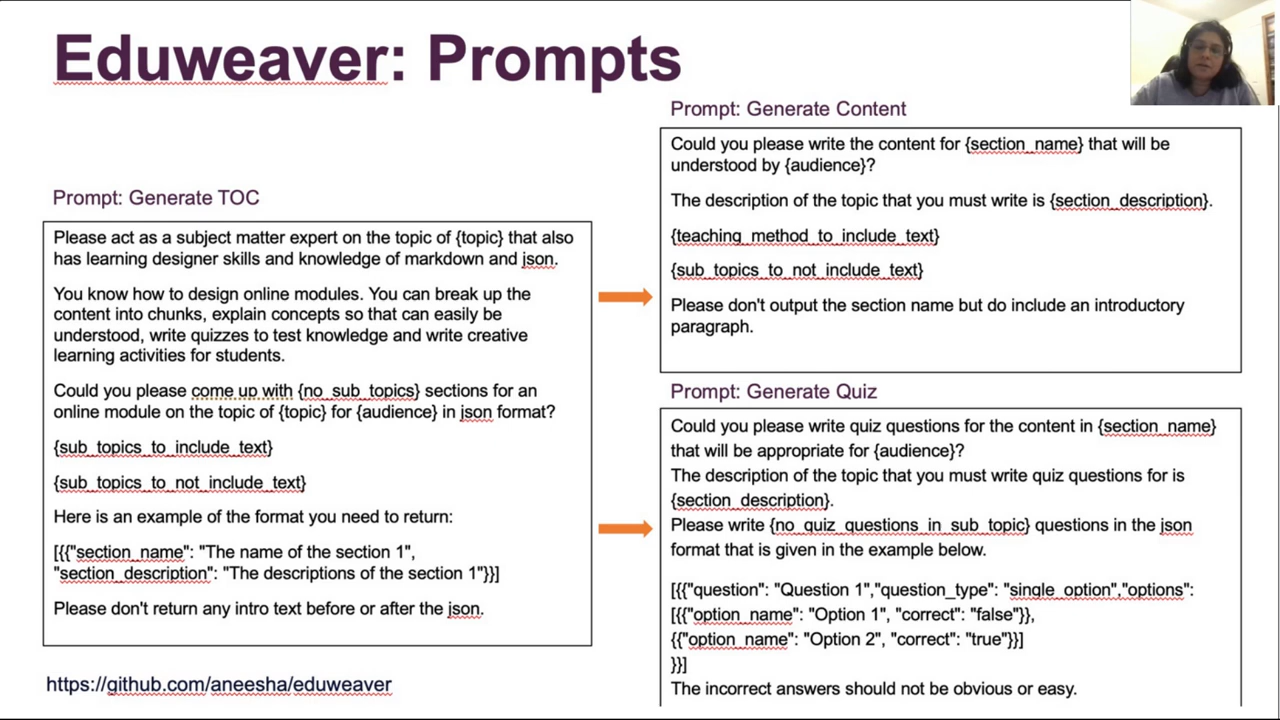 Eduweaver: Prompts
Prompt: Generate TOC
Please act as a subject matter expert on the topic of {topic} that also
has learning designer skills and knowledge of markdown and json.
You know how to design online modules. You can break up the
content into chunks, explain concepts so that can easily be
understood, write quizzes to test knowledge and write creative
learning activities for students.
Could you please come up with {no_sub_topics} sections for an
online module on the topic of {topic} for {audience} in json format?
{sub_topics_to_include_text}
{sub_topics_to_not_include_text}
Here is an example of the format you need to return:
[{{"section_name": "The name of the section 1",
"section_description": "The descriptions of the section 1"}}]
Please don't return any intro text before or after the json.
https://github.com/aneesha/eduweaver
Prompt: Generate Content
Could you please write the content for {section_name} that will be
understood by {audience}?
The description of the topic that you must write is {section_description}.
{teaching_method_to_include_text}
{sub_topics_to_not_include_text}
Please don't output the section name but do include an introductory
paragraph.
Prompt: Generate Quiz
Could you please write quiz questions for the content in {section_name}
that will be appropriate for {audience}?
The description of the topic that you must write quiz questions for is
{section_description}.
Please write {no_quiz_questions_in_sub_topic} questions in the json
format that is given in the example below.
[{{"question": "Question 1","question_type": "single_option","options":
[{{"option_name": "Option 1", "correct": "false"}},
{{"option_name": "Option 2", "correct": "true"}}]
}}]
The incorrect answers should not be obvious or easy.